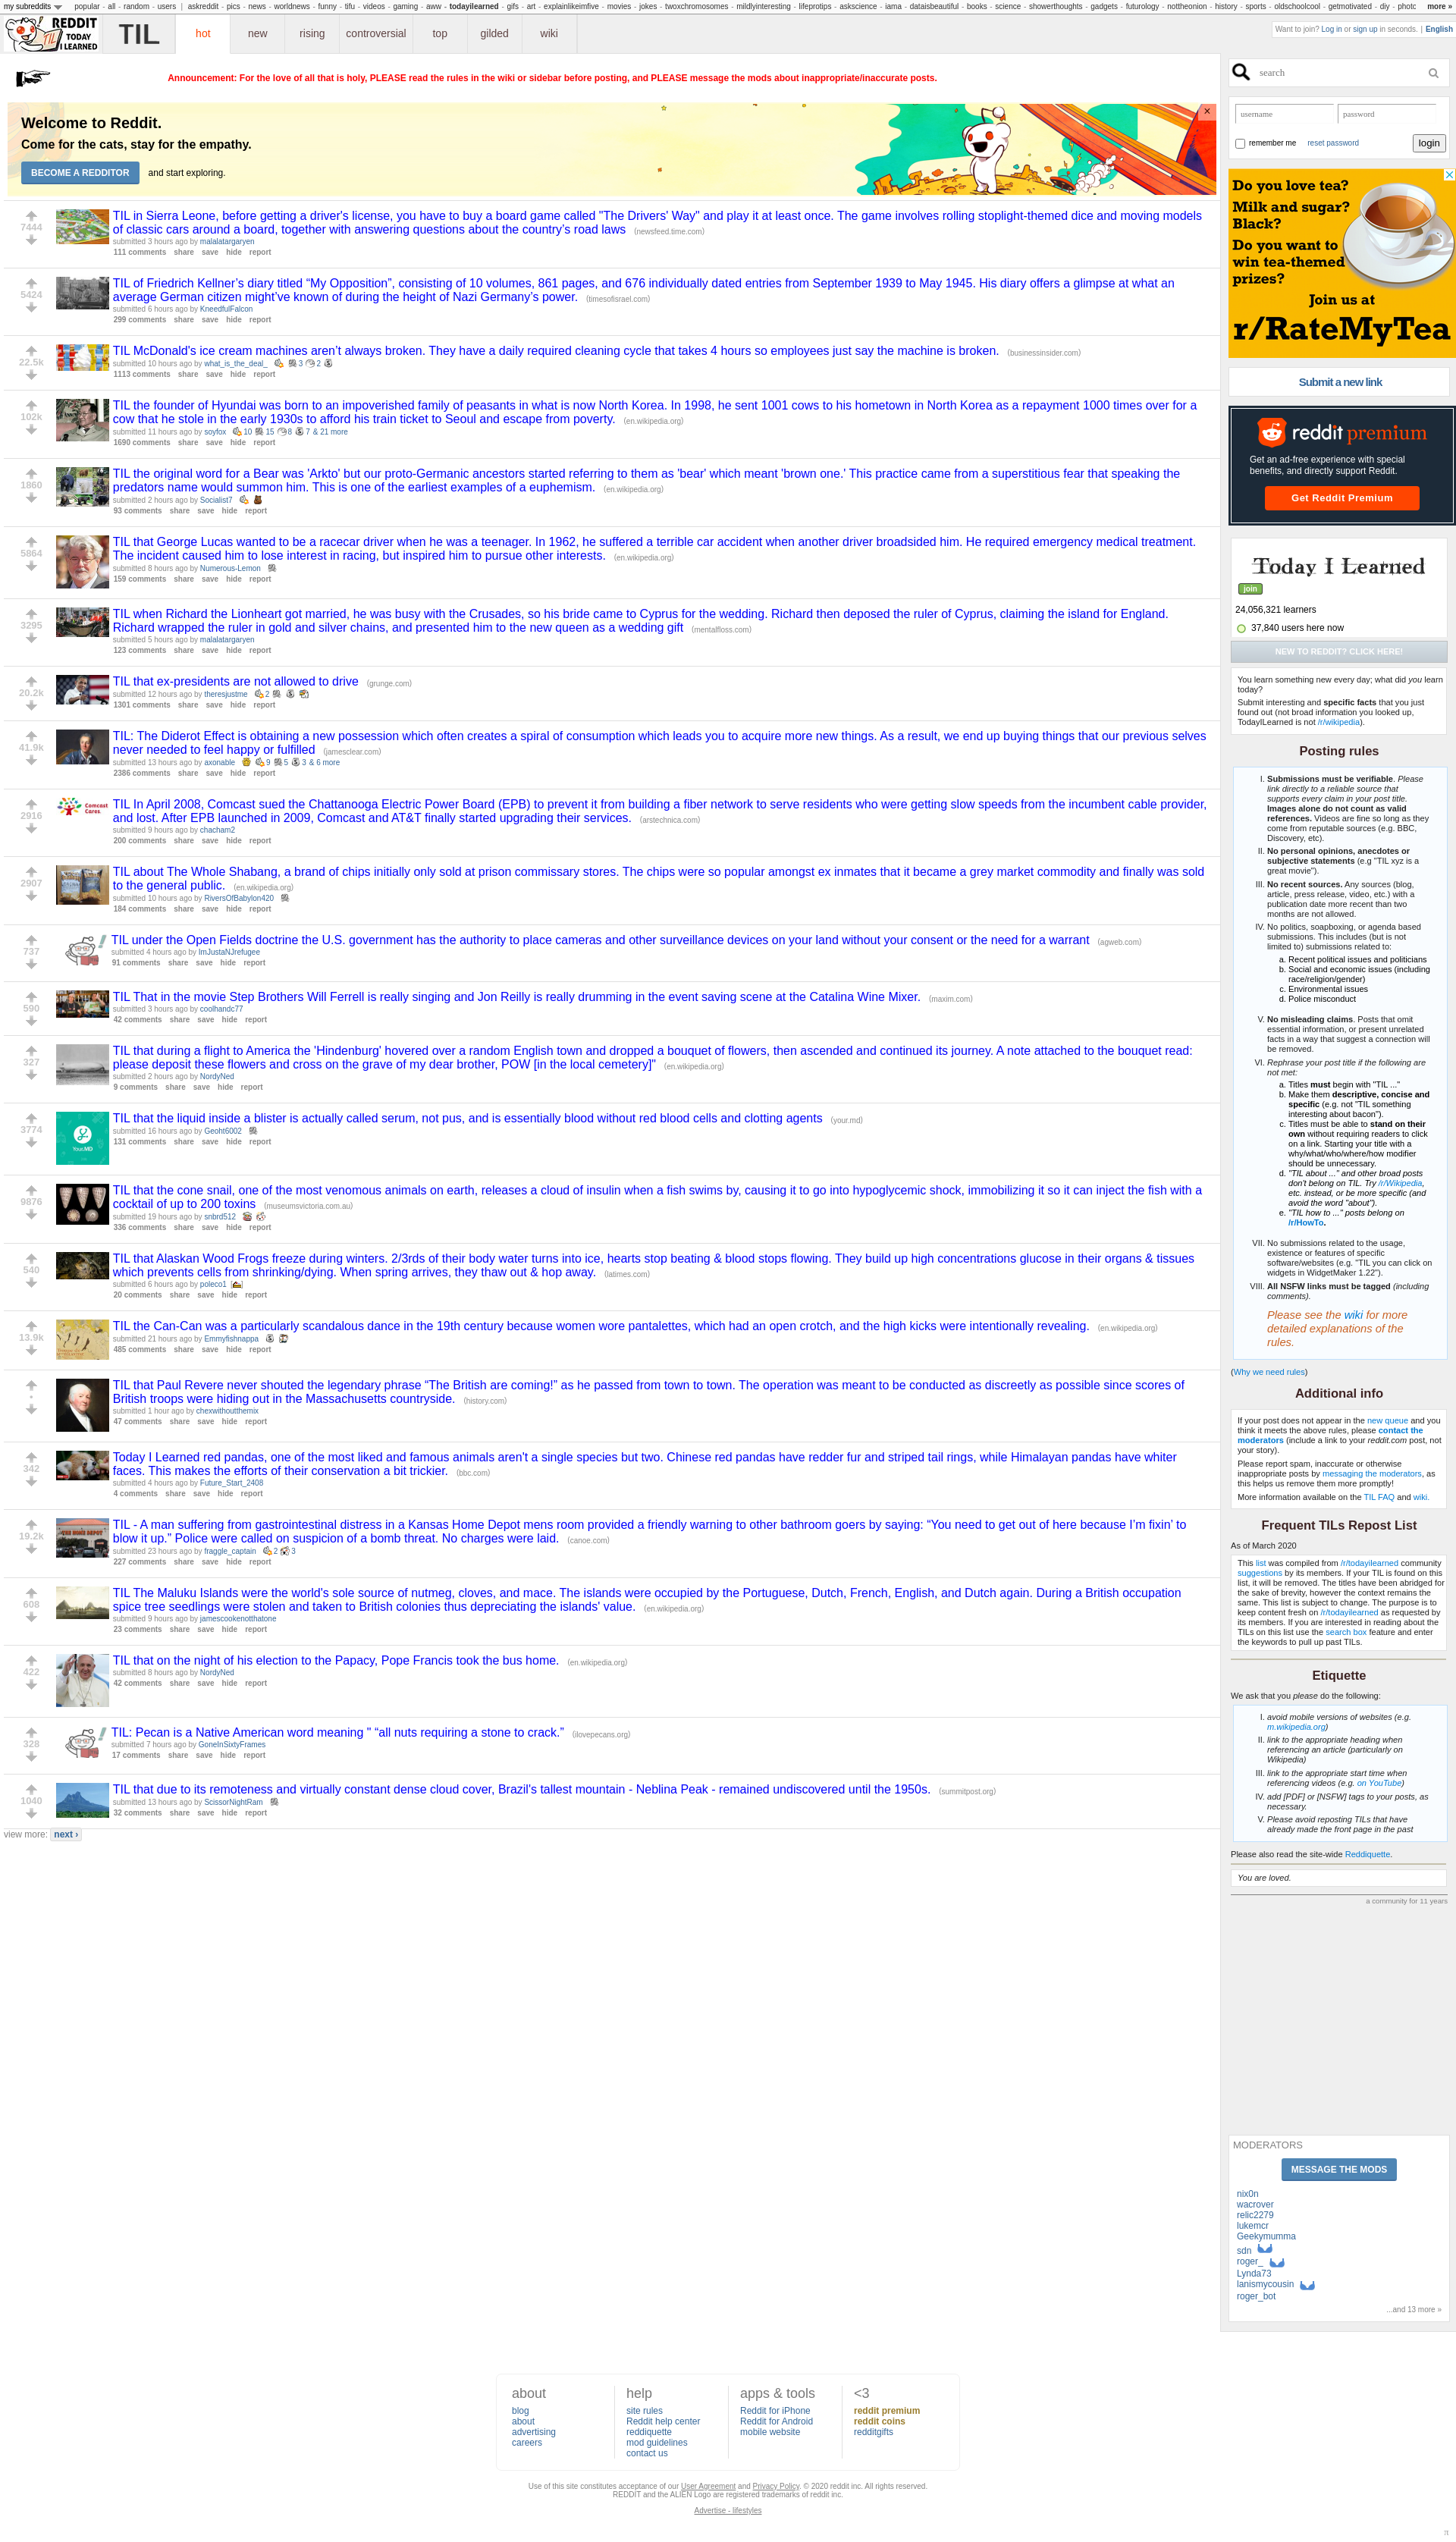 my subreddits popular - all - random - users | askreddit - pics - news - worldnews - funny - tifu - videos - gaming - aww - todayilearned - gifs - art - explainlikeimfive - movies - jokes - twoxchromosomes - mildlyinteresting - lifeprotips - askscience - iama - dataisbeautiful - books - science - showerthoughts - gadgets - futurology - nottheonion - history - sports - oldschoolcool - getmotivated - diy - photc more »
REDDIT TODAY I LEARNED TIL hot new rising controversial top gilded wiki
Want to join? Log in or sign up in seconds. | English
Announcement: For the love of all that is holy, PLEASE read the rules in the wiki or sidebar before posting, and PLEASE message the mods about inappropriate/inaccurate posts.
Welcome to Reddit.
Come for the cats, stay for the empathy.
BECOME A REDDITOR and start exploring.
7444
TIL in Sierra Leone, before getting a driver's license, you have to buy a board game called "The Drivers' Way" and play it at least once. The game involves rolling stoplight-themed dice and moving models
of classic cars around a board, together with answering questions about the country's road laws (newsfeed.time.com)
submitted 3 hours ago by malalatargaryen
111 comments share save hide report
5424
TIL of Friedrich Kellner's diary titled “My Opposition”, consisting of 10 volumes, 861 pages, and 676 individually dated entries from September 1939 to May 1945. His diary offers a glimpse at what an
average German citizen might've known of during the height of Nazi Germany's power. (timesofisrael.com)
submitted 6 hours ago by KneedfulFalcon
299 comments share save hide report
22.5k
TIL McDonald's ice cream machines aren't always broken. They have a daily required cleaning cycle that takes 4 hours so employees just say the machine is broken. (businessinsider.com)
submitted 10 hours ago by what_is_the_deal_ 3 2
1113 comments share save hide report
102k
TIL the founder of Hyundai was born to an impoverished family of peasants in what is now North Korea. In 1998, he sent 1001 cows to his hometown in North Korea as a repayment 1000 times over for a
cow that he stole in the early 1930s to afford his train ticket to Seoul and escape from poverty. (en.wikipedia.org)
submitted 11 hours ago by soyfox 10 15 8 7 & 21 more
1690 comments share save hide report
1860
TIL the original word for a Bear was 'Arkto' but our proto-Germanic ancestors started referring to them as 'bear' which meant 'brown one.' This practice came from a superstitious fear that speaking the
predators name would summon him. This is one of the earliest examples of a euphemism. (en.wikipedia.org)
submitted 2 hours ago by Socialist7
93 comments share save hide report
5864
TIL that George Lucas wanted to be a racecar driver when he was a teenager. In 1962, he suffered a terrible car accident when another driver broadsided him. He required emergency medical treatment.
The incident caused him to lose interest in racing, but inspired him to pursue other interests. (en.wikipedia.org)
submitted 8 hours ago by Numerous-Lemon
159 comments share save hide report
3295
TIL when Richard the Lionheart got married, he was busy with the Crusades, so his bride came to Cyprus for the wedding. Richard then deposed the ruler of Cyprus, claiming the island for England.
Richard wrapped the ruler in gold and silver chains, and presented him to the new queen as a wedding gift (mentalfloss.com)
submitted 5 hours ago by malalatargaryen
123 comments share save hide report
20.2k
TIL that ex-presidents are not allowed to drive (grunge.com)
submitted 12 hours ago by theresjustme 2
1301 comments share save hide report
41.9k
TIL: The Diderot Effect is obtaining a new possession which often creates a spiral of consumption which leads you to acquire more new things. As a result, we end up buying things that our previous selves
never needed to feel happy or fulfilled (jamesclear.com)
submitted 13 hours ago by axonable 9 5 3 & 6 more
2386 comments share save hide report
2916
Comcast Cares
TIL In April 2008, Comcast sued the Chattanooga Electric Power Board (EPB) to prevent it from building a fiber network to serve residents who were getting slow speeds from the incumbent cable provider,
and lost. After EPB launched in 2009, Comcast and AT&T finally started upgrading their services. (arstechnica.com)
submitted 9 hours ago by chacham2
200 comments share save hide report
2907
TIL about The Whole Shabang, a brand of chips initially only sold at prison commissary stores. The chips were so popular amongst ex inmates that it became a grey market commodity and finally was sold
to the general public. (en.wikipedia.org)
submitted 10 hours ago by RiversOfBabylon420
184 comments share save hide report
737
TIL under the Open Fields doctrine the U.S. government has the authority to place cameras and other surveillance devices on your land without your consent or the need for a warrant (agweb.com)
submitted 4 hours ago by ImJustaNJrefugee
91 comments share save hide report
590
TIL That in the movie Step Brothers Will Ferrell is really singing and Jon Reilly is really drumming in the event saving scene at the Catalina Wine Mixer. (maxim.com)
submitted 3 hours ago by coolhandc77
42 comments share save hide report
327
TIL that during a flight to America the 'Hindenburg' hovered over a random English town and dropped a bouquet of flowers, then ascended and continued its journey. A note attached to the bouquet read:
please deposit these flowers and cross on the grave of my dear brother, POW [in the local cemetery]" (en.wikipedia.org)
submitted 2 hours ago by NordyNed
9 comments share save hide report
3774
TIL that the liquid inside a blister is actually called serum, not pus, and is essentially blood without red blood cells and clotting agents (your.md)
submitted 16 hours ago by Geoht6002
131 comments share save hide report
9876
TIL that the cone snail, one of the most venomous animals on earth, releases a cloud of insulin when a fish swims by, causing it to go into hypoglycemic shock, immobilizing it so it can inject the fish with a
cocktail of up to 200 toxins (museumsvictoria.com.au)
submitted 19 hours ago by snbrd512
336 comments share save hide report
540
TIL that Alaskan Wood Frogs freeze during winters. 2/3rds of their body water turns into ice, hearts stop beating & blood stops flowing. They build up high concentrations glucose in their organs & tissues
which prevents cells from shrinking/dying. When spring arrives, they thaw out & hop away. (latimes.com)
submitted 6 hours ago by poleco1
20 comments share save hide report
13.9k
TIL the Can-Can was a particularly scandalous dance in the 19th century because women wore pantalettes, which had an open crotch, and the high kicks were intentionally revealing. (en.wikipedia.org)
submitted 21 hours ago by Emmyfishnappa
485 comments share save hide report
•
TIL that Paul Revere never shouted the legendary phrase “The British are coming!” as he passed from town to town. The operation was meant to be conducted as discreetly as possible since scores of
British troops were hiding out in the Massachusetts countryside. (history.com)
submitted 1 hour ago by chexwithoutthemix
47 comments share save hide report
342
Today I Learned red pandas, one of the most liked and famous animals aren't a single species but two. Chinese red pandas have redder fur and striped tail rings, while Himalayan pandas have whiter
faces. This makes the efforts of their conservation a bit trickier. (bbc.com)
submitted 4 hours ago by Future_Start_2408
4 comments share save hide report
19.2k
TIL - A man suffering from gastrointestinal distress in a Kansas Home Depot mens room provided a friendly warning to other bathroom goers by saying: “You need to get out of here because I'm fixin' to
blow it up.” Police were called on suspicion of a bomb threat. No charges were laid. (canoe.com)
submitted 23 hours ago by fraggle_captain 2 3
227 comments share save hide report
608
TIL The Maluku Islands were the world's sole source of nutmeg, cloves, and mace. The islands were occupied by the Portuguese, Dutch, French, English, and Dutch again. During a British occupation
spice tree seedlings were stolen and taken to British colonies thus depreciating the islands' value. (en.wikipedia.org)
submitted 9 hours ago by jamescookenotthatone
23 comments share save hide report
422
TIL that on the night of his election to the Papacy, Pope Francis took the bus home. (en.wikipedia.org)
submitted 8 hours ago by NordyNed
42 comments share save hide report
328
TIL: Pecan is a Native American word meaning " “all nuts requiring a stone to crack.” (ilovepecans.org)
submitted 7 hours ago by GoneInSixtyFrames
17 comments share save hide report
1040
TIL that due to its remoteness and virtually constant dense cloud cover, Brazil's tallest mountain - Neblina Peak - remained undiscovered until the 1950s. (summitpost.org)
submitted 13 hours ago by ScissorNightRam
32 comments share save hide report
view more: next ›
search
username password
remember me reset password login
Do you love tea?
Milk and sugar?
Black?
Do you want to
win tea-themed
prizes?
Join us at
r/RateMyTea
Submit a new link
reddit premium
Get an ad-free experience with special
benefits, and directly support Reddit.
Get Reddit Premium
Today I Learned
join
24,056,321 learners
37,840 users here now
NEW TO REDDIT? CLICK HERE!
You learn something new every day; what did you learn
today?
Submit interesting and specific facts that you just
found out (not broad information you looked up,
TodayILearned is not /r/wikipedia).
Posting rules
I. Submissions must be verifiable. Please
link directly to a reliable source that
supports every claim in your post title.
Images alone do not count as valid
references. Videos are fine so long as they
come from reputable sources (e.g. BBC,
Discovery, etc).
II. No personal opinions, anecdotes or
subjective statements (e.g "TIL xyz is a
great movie").
III. No recent sources. Any sources (blog,
article, press release, video, etc.) with a
publication date more recent than two
months are not allowed.
IV. No politics, soapboxing, or agenda based
submissions. This includes (but is not
limited to) submissions related to:
a. Recent political issues and politicians
b. Social and economic issues (including
race/religion/gender)
c. Environmental issues
d. Police misconduct
V. No misleading claims. Posts that omit
essential information, or present unrelated
facts in a way that suggest a connection will
be removed.
VI. Rephrase your post title if the following are
not met:
a. Titles must begin with "TIL ..."
b. Make them descriptive, concise and
specific (e.g. not "TIL something
interesting about bacon").
c. Titles must be able to stand on their
own without requiring readers to click
on a link. Starting your title with a
why/what/who/where/how modifier
should be unnecessary.
d. "TIL about ..." and other broad posts
don't belong on TIL. Try /r/Wikipedia,
etc. instead, or be more specific (and
avoid the word "about").
e. "TIL how to ..." posts belong on
/r/HowTo.
VII. No submissions related to the usage,
existence or features of specific
software/websites (e.g. "TIL you can click on
widgets in WidgetMaker 1.22").
VIII. All NSFW links must be tagged (including
comments).
Please see the wiki for more
detailed explanations of the
rules.
(Why we need rules)
Additional info
If your post does not appear in the new queue and you
think it meets the above rules, please contact the
moderators (include a link to your reddit.com post, not
your story).
Please report spam, inaccurate or otherwise
inappropriate posts by messaging the moderators, as
this helps us remove them more promptly!
More information available on the TIL FAQ and wiki.
Frequent TILs Repost List
As of March 2020
This list was compiled from /r/todayilearned community
suggestions by its members. If your TIL is found on this
list, it will be removed. The titles have been abridged for
the sake of brevity, however the context remains the
same. This list is subject to change. The purpose is to
keep content fresh on /r/todayilearned as requested by
its members. If you are interested in reading about the
TILs on this list use the search box feature and enter
the keywords to pull up past TILs.
Etiquette
We ask that you please do the following:
I. avoid mobile versions of websites (e.g.
m.wikipedia.org)
II. link to the appropriate heading when
referencing an article (particularly on
Wikipedia)
III. link to the appropriate start time when
referencing videos (e.g. on YouTube)
IV. add [PDF] or [NSFW] tags to your posts, as
necessary.
V. Please avoid reposting TILs that have
already made the front page in the past
Please also read the site-wide Reddiquette.
You are loved.
a community for 11 years
MODERATORS
MESSAGE THE MODS
nix0n
wacrover
relic2279
lukemcr
Geekymumma
sdn
roger_
Lynda73
lanismycousin
roger_bot
...and 13 more »
about
blog
about
advertising
careers
help
site rules
Reddit help center
reddiquette
mod guidelines
contact us
apps & tools
Reddit for iPhone
Reddit for Android
mobile website
<3
reddit premium
reddit coins
redditgifts
Use of this site constitutes acceptance of our User Agreement and Privacy Policy. © 2020 reddit inc. All rights reserved.
REDDIT and the ALIEN Logo are registered trademarks of reddit inc.
Advertise - lifestyles
π